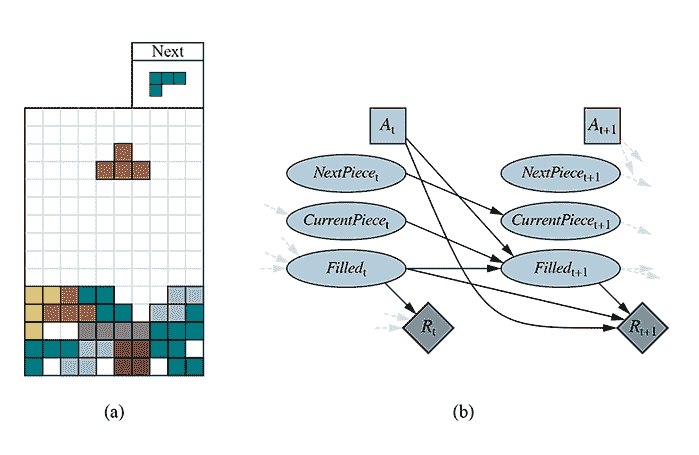 Next
A_t
A_t+1
NextPiece_t
NextPiece_t+1
CurrentPiece_t
CurrentPiece_t+1
Filled_t
Filled_t+1
R_t
R_t+1
(a)
(b)